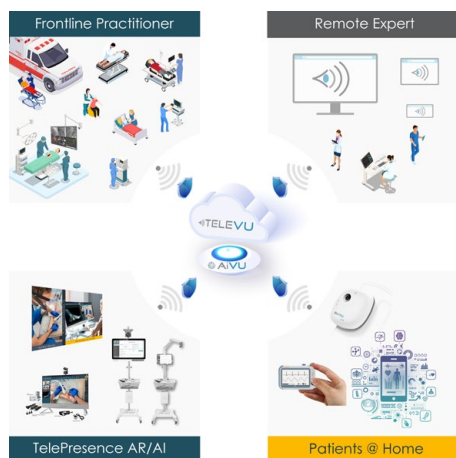 Frontline Practitioner
Remote Expert
TELEVU
AiVU
TelePresence AR/AI
Patients @ Home